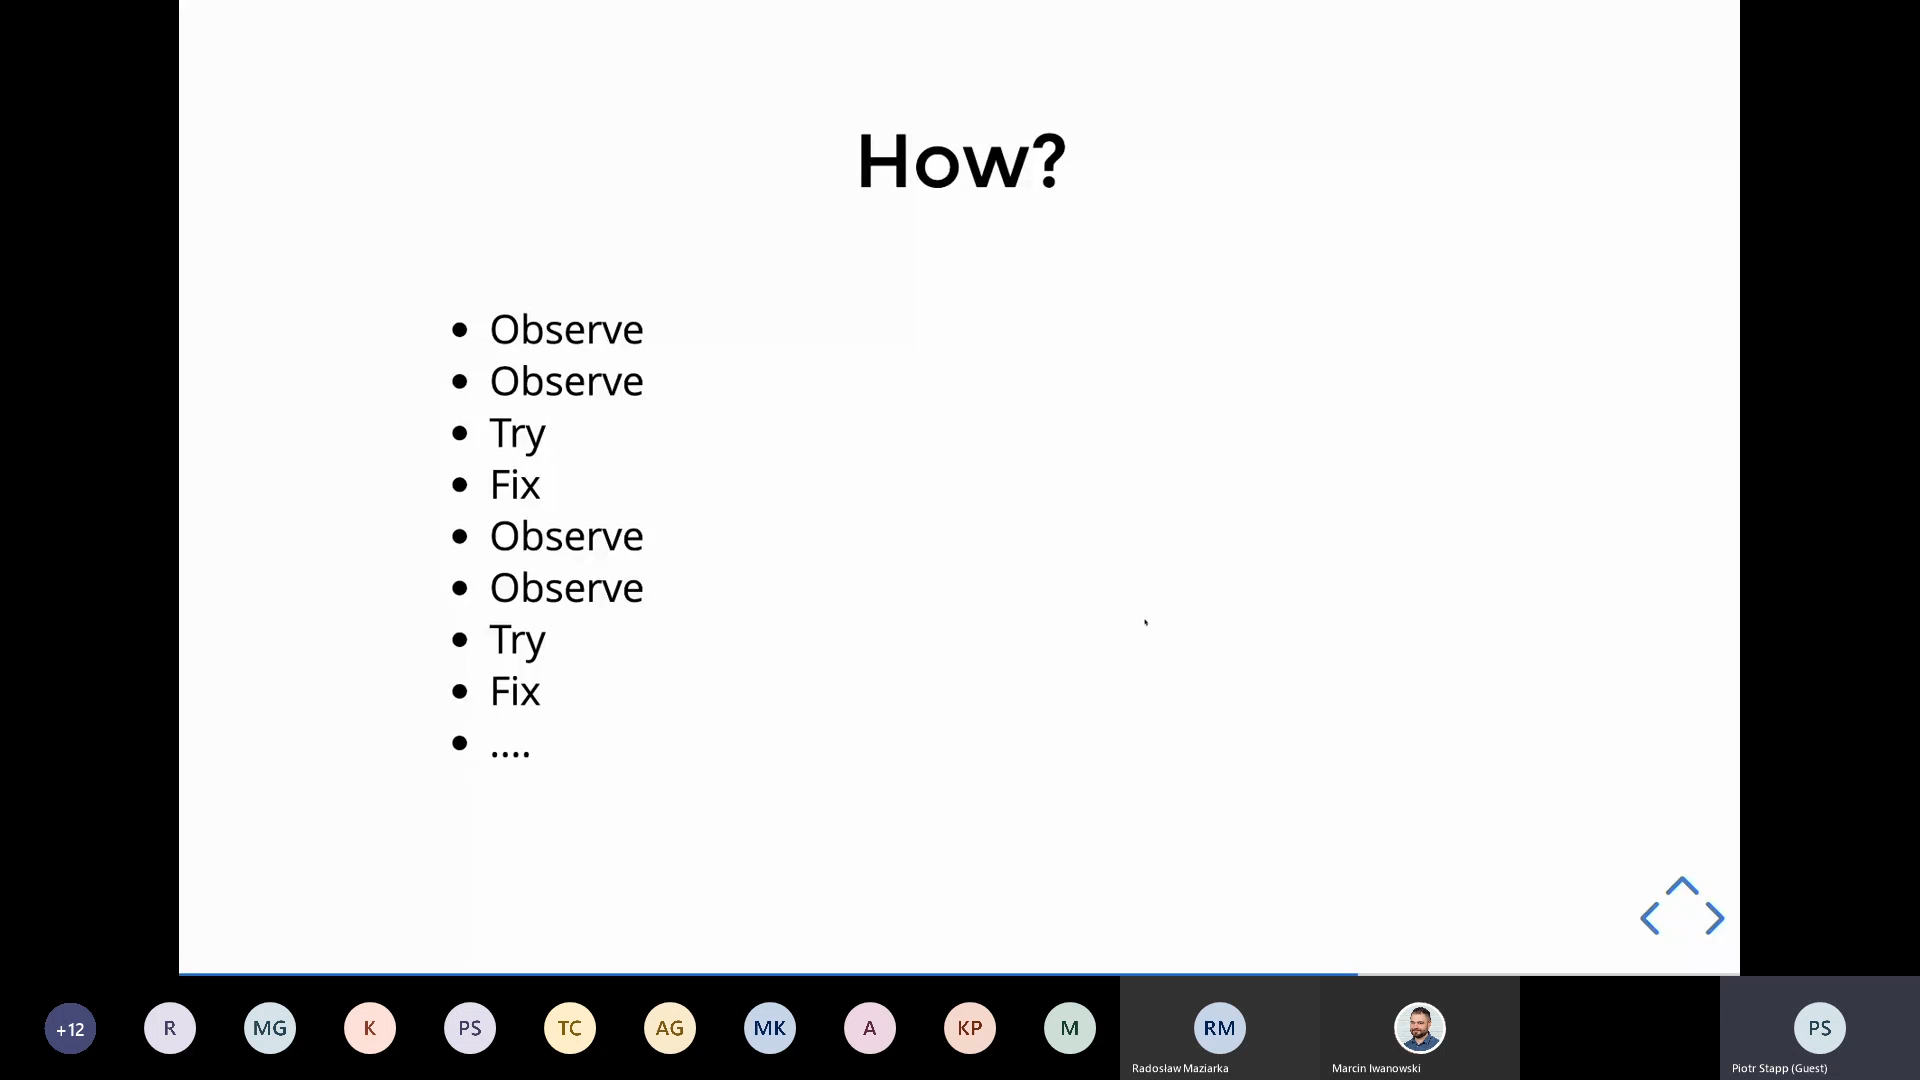 How?
Observe
Observe
Try
Fix
Observe
Observe
Try
Fix
....
+12
R
MG
K
PS
TC
AG
MK
A
KP
M
RM
Radosław Maziarka
Marcin Iwanowski
PS
Piotr Stapp (Guest)